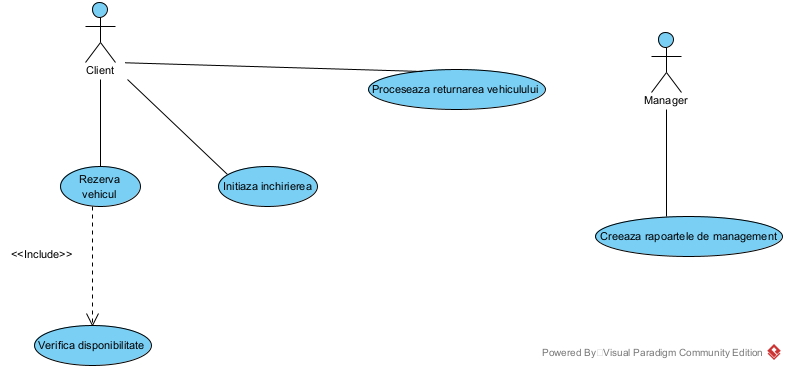 Client
Proceseaza returnarea vehiculului
Manager
Rezerva
vehicul
Initiaza inchirierea
Creeaza rapoartele de management
<<Include>>
Verifica disponibilitate
Powered By Visual Paradigm Community Edition